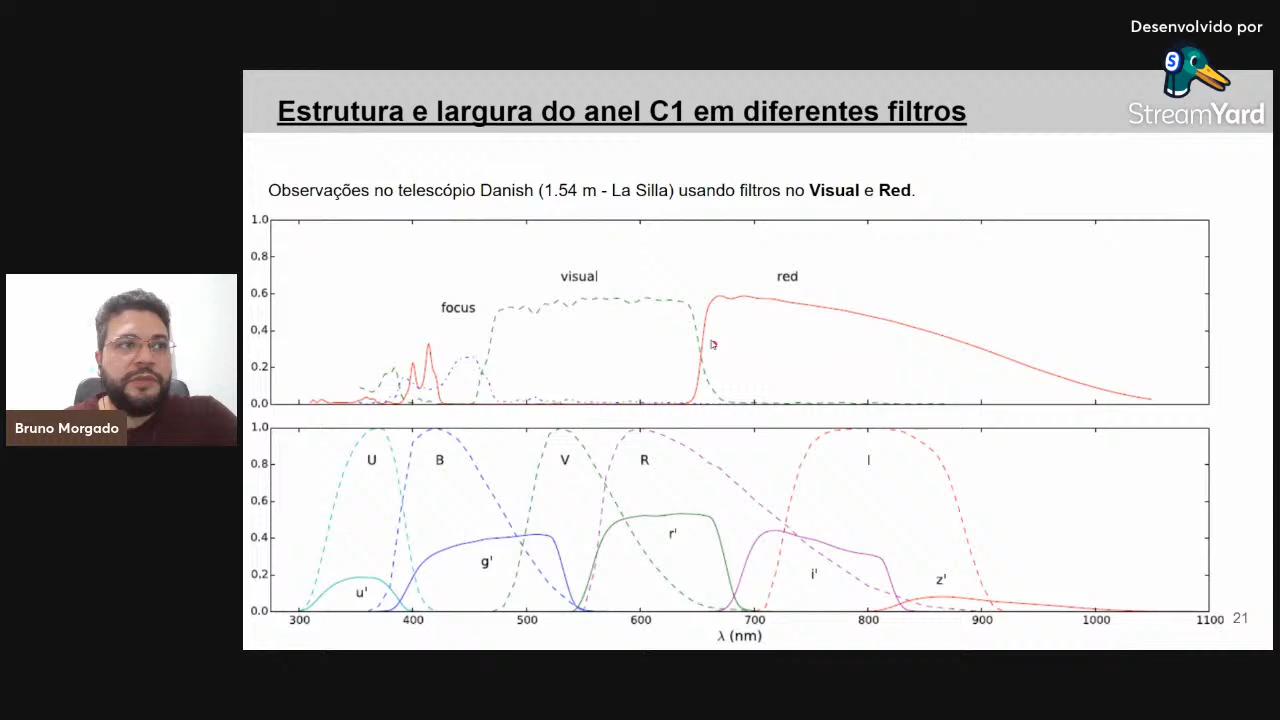 Desenvolvido por
StreamYard
Estrutura e largura do anel C1 em diferentes filtros
Observações no telescópio Danish (1.54 m - La Silla) usando filtros no Visual e Red.
1.0
0.8
0.6
0.4
0.2
0.0
focus
visual
red
Bruno Morgado
1.0
0.8
0.6
0.4
0.2
0.0
U
B
V
R
I
u'
g'
r'
i'
z'
300 400 500 600 700 800 900 1000 1100
λ (nm)
21